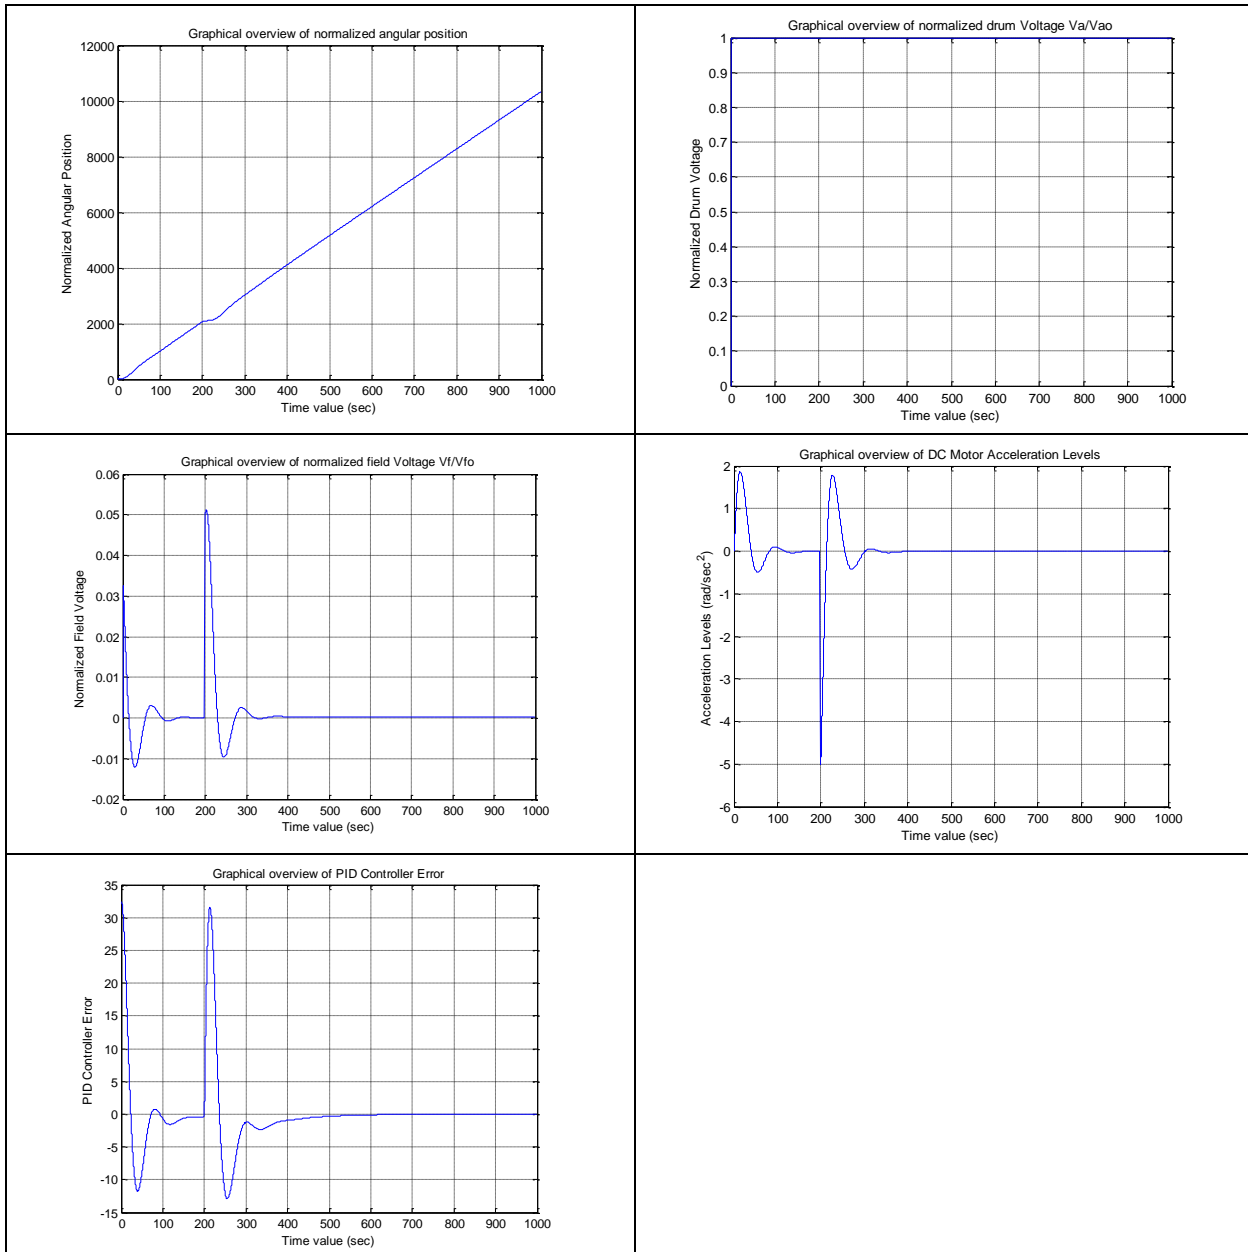 Graphical overview of normalized angular position
12000
10000
8000
6000
4000
2000
0
Normalized Angular Position
0 100 200 300 400 500 600 700 800 900 1000
Time value (sec)
Graphical overview of normalized drum Voltage Va/Vao
1
0.9
0.8
0.7
0.6
0.5
0.4
0.3
0.2
0.1
0
Normalized Drum Voltage
0 100 200 300 400 500 600 700 800 900 1000
Time value (sec)
Graphical overview of normalized field Voltage Vf/Vfo
0.06
0.05
0.04
0.03
0.02
0.01
0
-0.01
-0.02
Normalized Field Voltage
0 100 200 300 400 500 600 700 800 900 1000
Time value (sec)
Graphical overview of DC Motor Acceleration Levels
2
1
0
-1
-2
-3
-4
-5
-6
Acceleration Levels (rad/sec²)
0 100 200 300 400 500 600 700 800 900 1000
Time value (sec)
Graphical overview of PID Controller Error
35
30
25
20
15
10
5
0
-5
-10
-15
PID Controller Error
0 100 200 300 400 500 600 700 800 900 1000
Time value (sec)